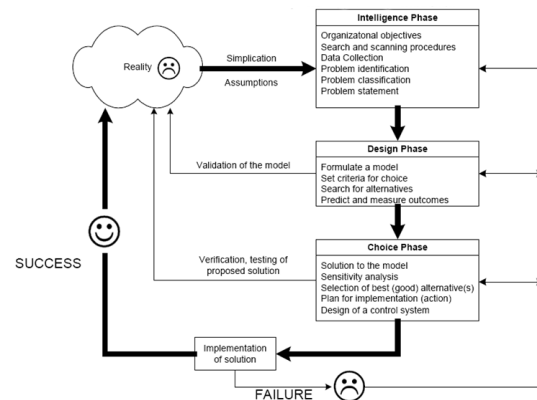 Intelligence Phase
Organizatonal objectives
Search and scanning procedures
Data Collection
Problem identification
Problem classification
Problem statement
Reality
Simplication
Assumptions
Design Phase
Formulate a model
Set criteria for choice
Search for alternatives
Predict and measure outcomes
Validation of the model
Choice Phase
Solution to the model
Sensitivity analysis
Selection of best (good) alternative(s)
Plan for implementation (action)
Design of a control system
Verification, testing of
proposed solution
SUCCESS
Implementation
of solution
FAILURE